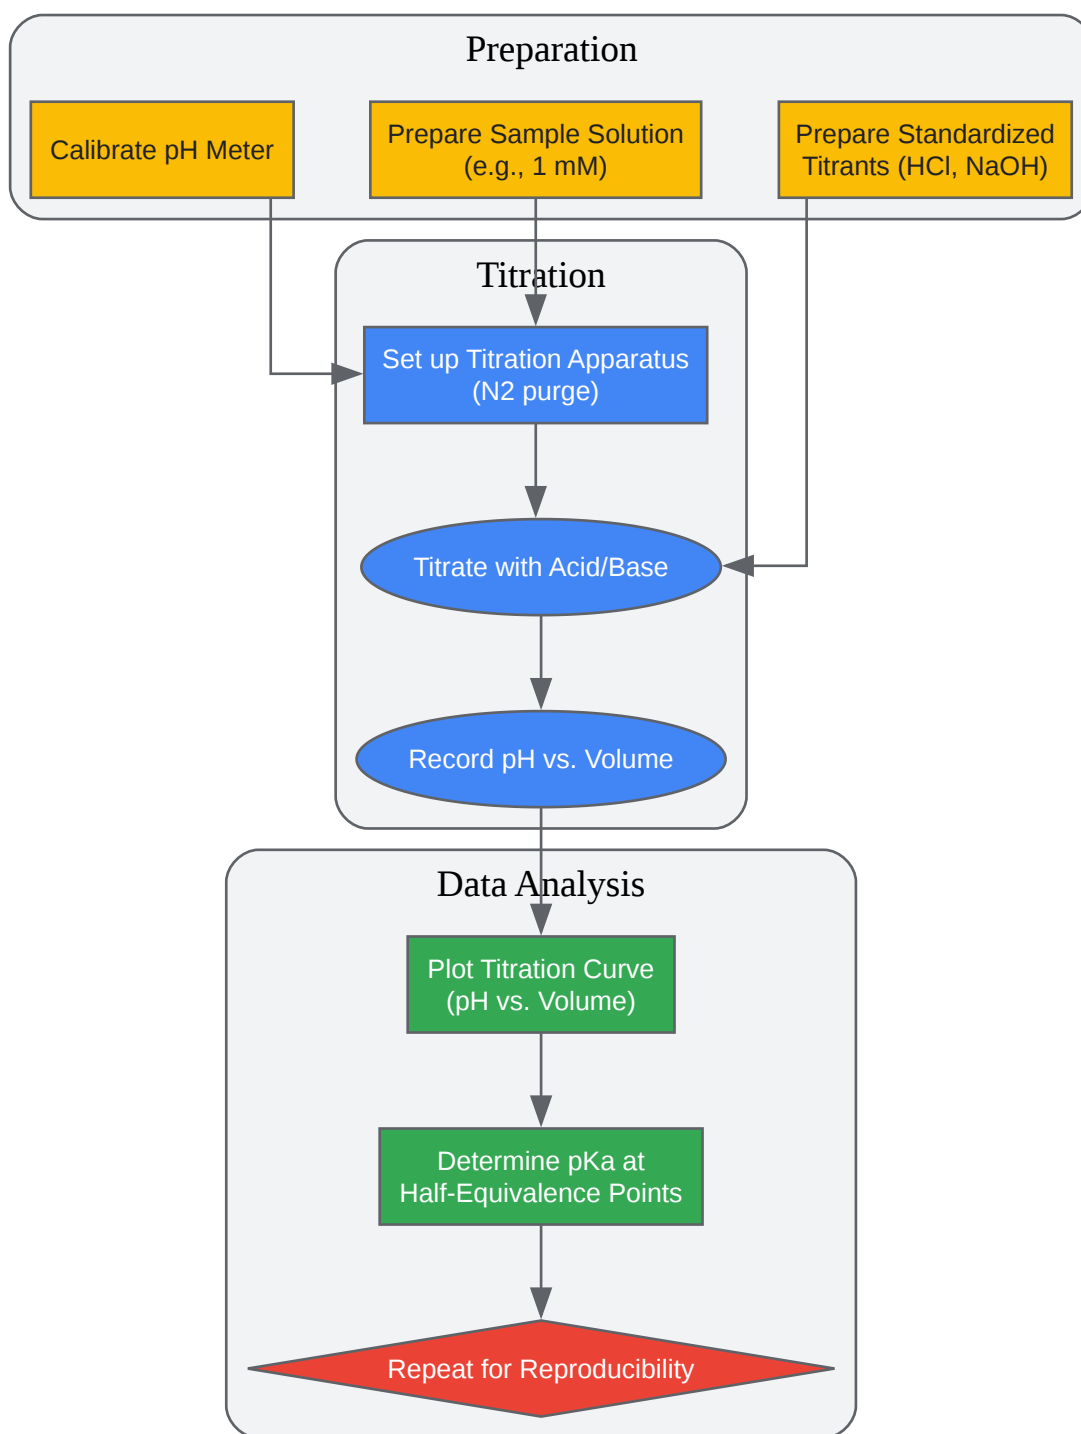 Preparation
Calibrate pH Meter
Prepare Sample Solution
(e.g., 1 mM)
Prepare Standardized
Titrants (HCl, NaOH)
Titration
Set up Titration Apparatus
(N2 purge)
Titrate with Acid/Base
Record pH vs. Volume
Data Analysis
Plot Titration Curve
(pH vs. Volume)
Determine pKa at
Half-Equivalence Points
Repeat for Reproducibility